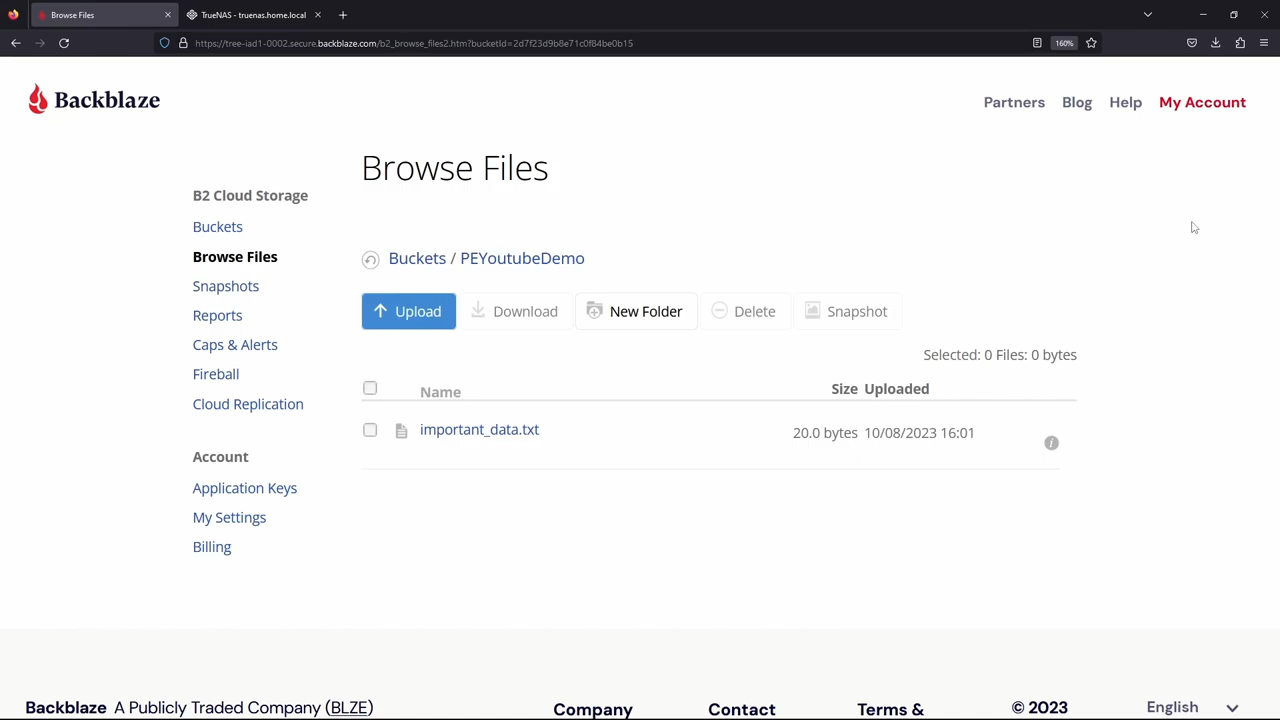 Browse Files
TrueNAS - truenas.home.local
https://tree-iad1-0002.secure.backblaze.com/b2_browse_files2.htm?bucketId=2d7f23d9b8e71c0f84be0b15
160%
Backblaze
Partners Blog Help My Account
Browse Files
B2 Cloud Storage
Buckets
Browse Files
Snapshots
Reports
Caps & Alerts
Fireball
Cloud Replication
Account
Application Keys
My Settings
Billing
Buckets / PEYoutubeDemo
Upload Download New Folder Delete Snapshot
Selected: 0 Files: 0 bytes
Name Size Uploaded
important_data.txt 20.0 bytes 10/08/2023 16:01
i
Backblaze A Publicly Traded Company (BLZE) Company Contact Terms & © 2023 English